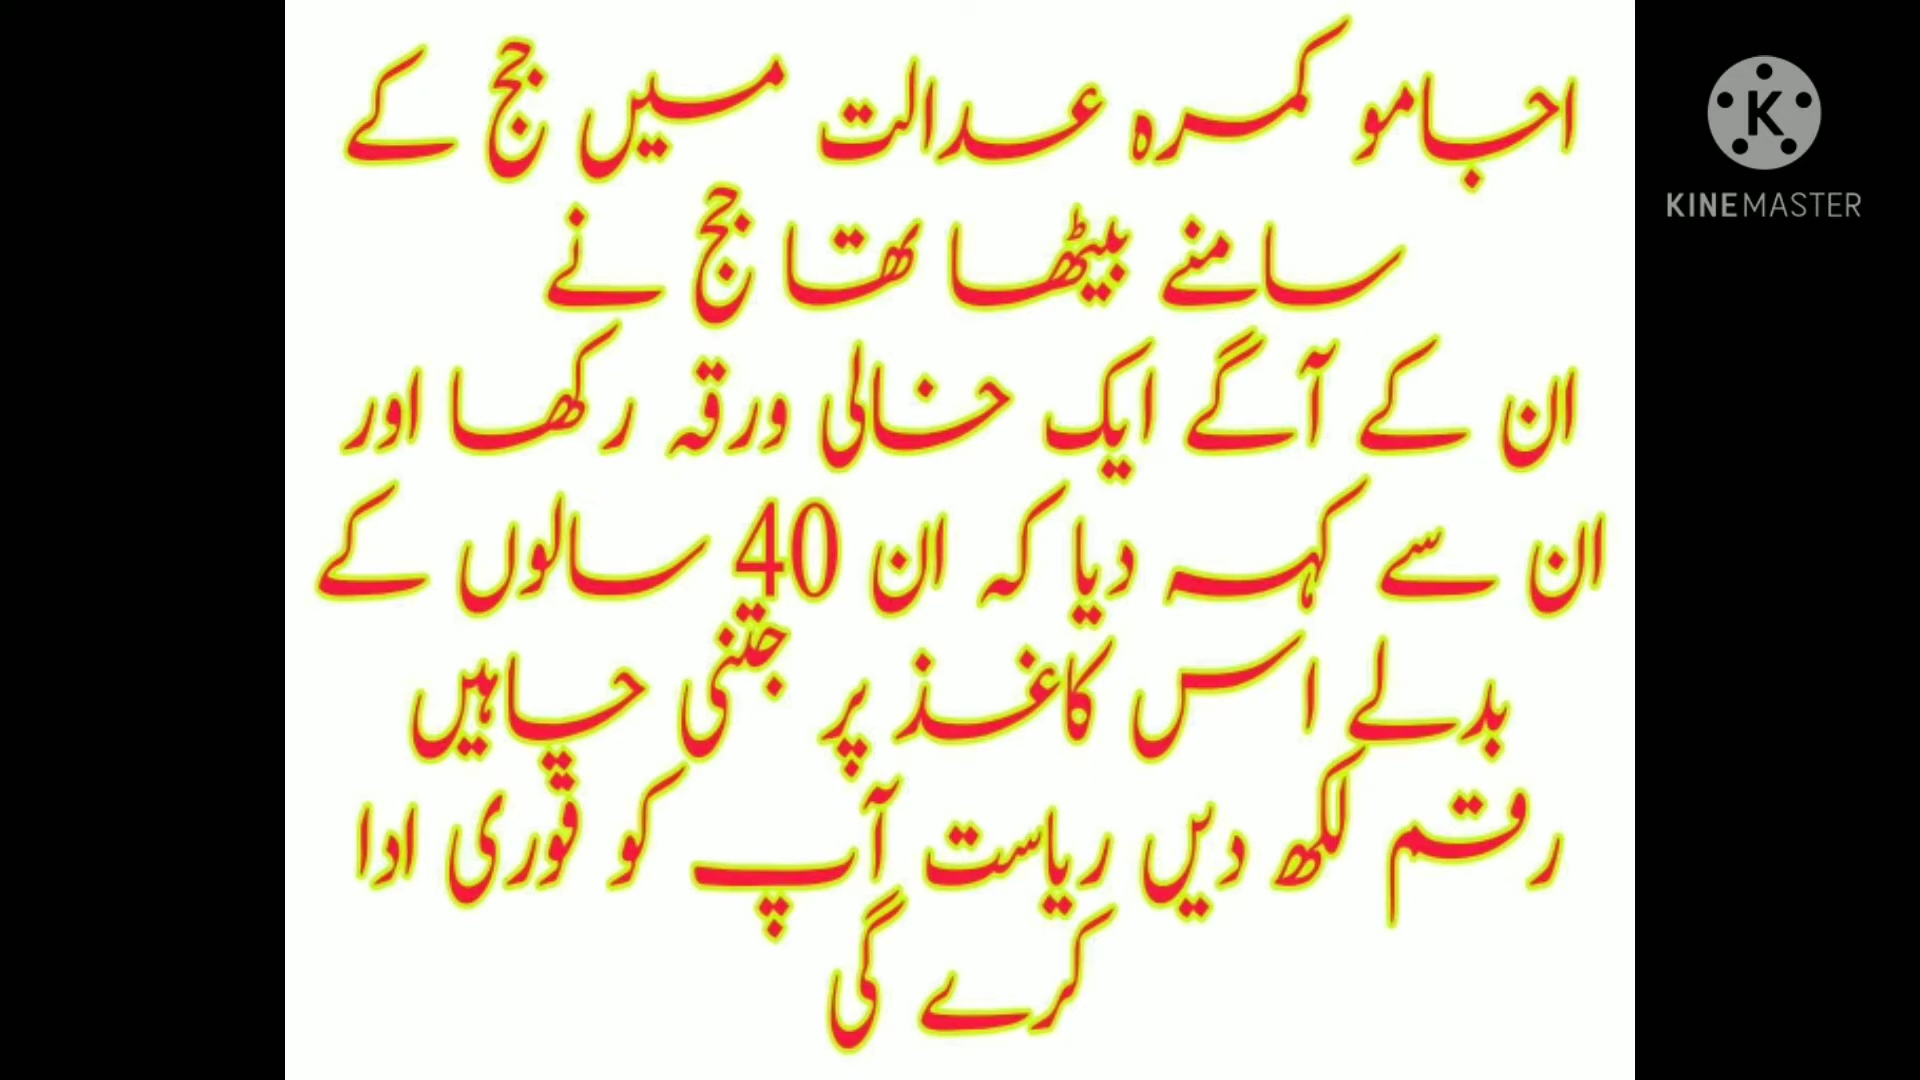 اجامو کمرہ عدالت میں جج کے
سامنے بیٹھا تھا جج نے
ان کے آگے ایک خالی ورقہ رکھا اور
ان سے کہہ دیا کہ ان 40 سالوں کے
بدلے اس کاغذ پر جتنی چاہیں
رقم لکھ دیں ریاست آپ کو فوری ادا
کرے گی
K
KINEMASTER